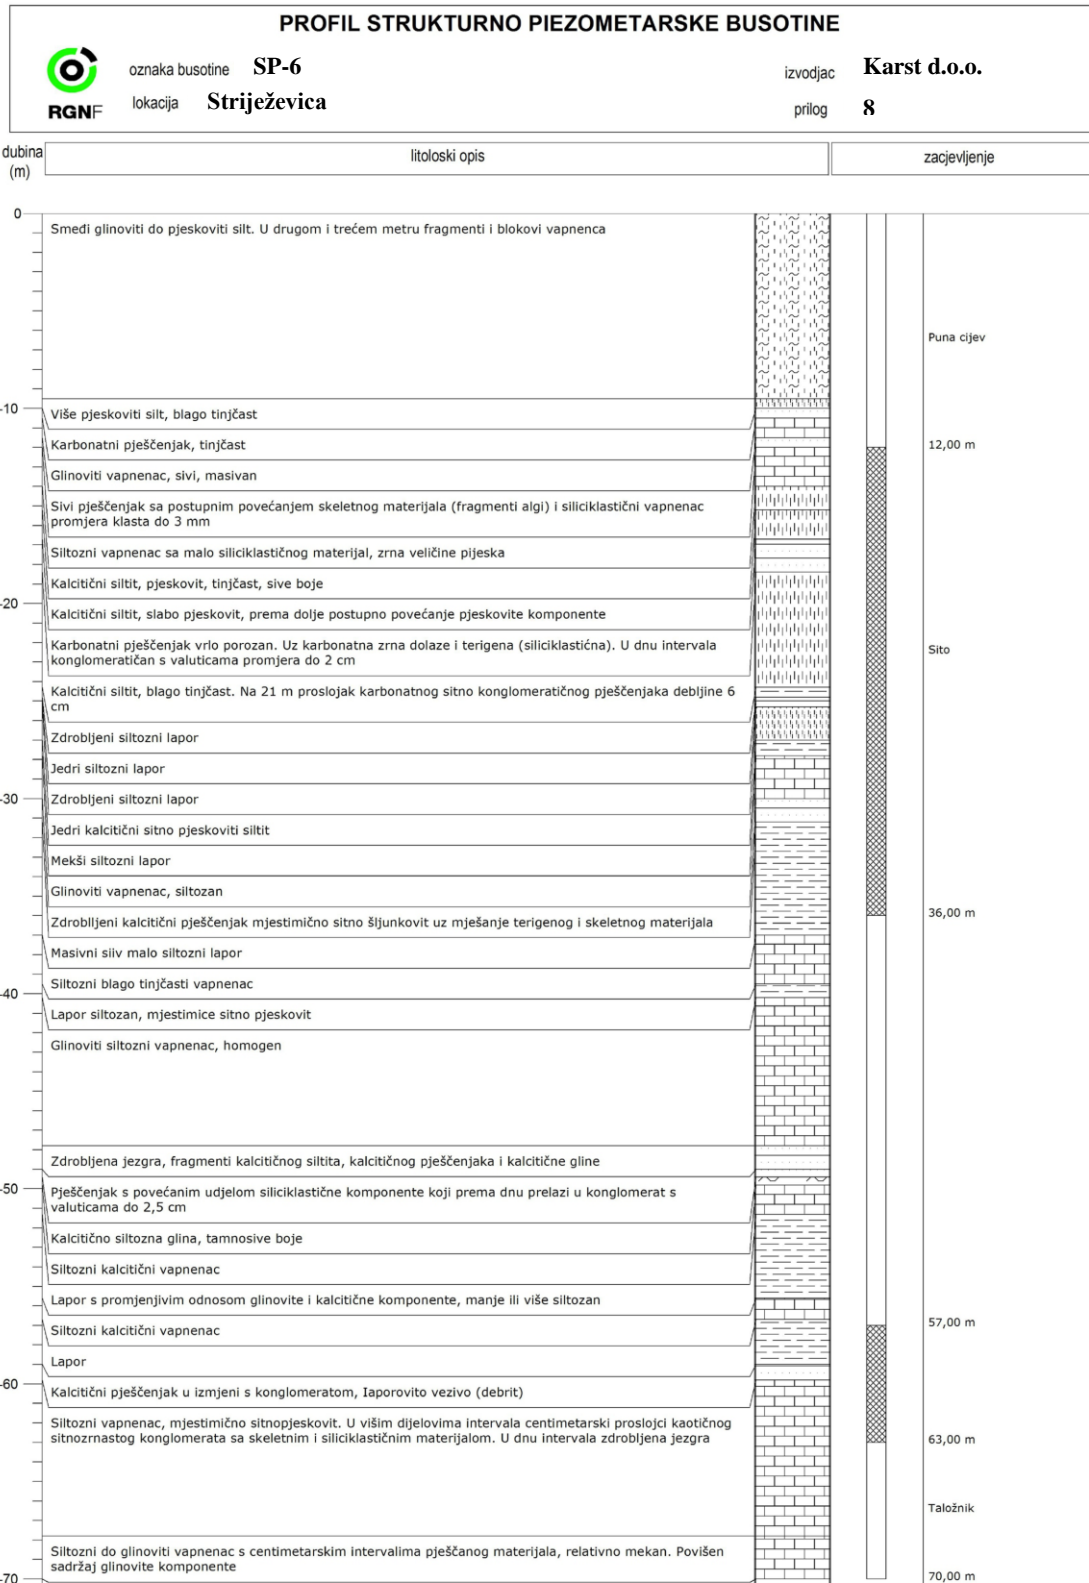 PROFIL STRUKTURNO PIEZOMETARSKE BUSOTINE
RGNF
oznaka busotine SP-6
lokacija Striježevica
izvodjac Karst d.o.o.
prilog 8
dubina
(m)
litoloski opis
zacjevljenje
0
Smeđi glinoviti do pjeskoviti silt. U drugom i trećem metru fragmenti i blokovi vapnenca
Puna cijev
-10
Više pjeskoviti silt, blago tinjčast
Karbonatni pješčenjak, tinjčast
12,00 m
Glinoviti vapnenac, sivi, masivan
Sivi pješčenjak sa postupnim povećanjem skeletnog materijala (fragmenti algi) i siliciklastični vapnenac
promjera klasta do 3 mm
Siltozni vapnenac sa malo siliciklastičnog materijal, zrna veličine pijeska
Kalcitični siltit, pjeskovit, tinjčast, sive boje
-20
Kalcitični siltit, slabo pjeskovit, prema dolje postupno povećanje pjeskovite komponente
Karbonatni pješčenjak vrlo porozan. Uz karbonatna zrna dolaze i terigena (siliciklastićna). U dnu intervala
konglomeratičan s valuticama promjera do 2 cm
Sito
Kalcitični siltit, blago tinjčast. Na 21 m proslojak karbonatnog sitno konglomeratičnog pješčenjaka debljine 6
cm
Zdrobljeni siltozni lapor
Jedri siltozni lapor
-30
Zdrobljeni siltozni lapor
Jedri kalcitični sitno pjeskoviti siltit
Mekši siltozni lapor
Glinoviti vapnenac, siltozan
36,00 m
Zdroblljeni kalcitični pješčenjak mjestimično sitno šljunkovit uz mješanje terigenog i skeletnog materijala
Masivni siiv malo siltozni lapor
Siltozni blago tinjčasti vapnenac
-40
Lapor siltozan, mjestimice sitno pjeskovit
Glinoviti siltozni vapnenac, homogen
Zdrobljena jezgra, fragmenti kalcitičnog siltita, kalcitičnog pješčenjaka i kalcitične gline
-50
Pješčenjak s povećanim udjelom siliciklastične komponente koji prema dnu prelazi u konglomerat s
valuticama do 2,5 cm
Kalcitično siltozna glina, tamnosive boje
Siltozni kalcitični vapnenac
Lapor s promjenjivim odnosom glinovite i kalcitične komponente, manje ili više siltozan
57,00 m
Siltozni kalcitični vapnenac
Lapor
-60
Kalcitični pješčenjak u izmjeni s konglomeratom, Iaporovito vezivo (debrit)
Siltozni vapnenac, mjestimično sitnopjeskovit. U višim dijelovima intervala centimetarski proslojci kaotičnog
sitnozrnastog konglomerata sa skeletnim i siliciklastičnim materijalom. U dnu intervala zdrobljena jezgra
63,00 m
Taložnik
Siltozni do glinoviti vapnenac s centimetarskim intervalima pješčanog materijala, relativno mekan. Povišen
sadržaj glinovite komponente
-70
70,00 m